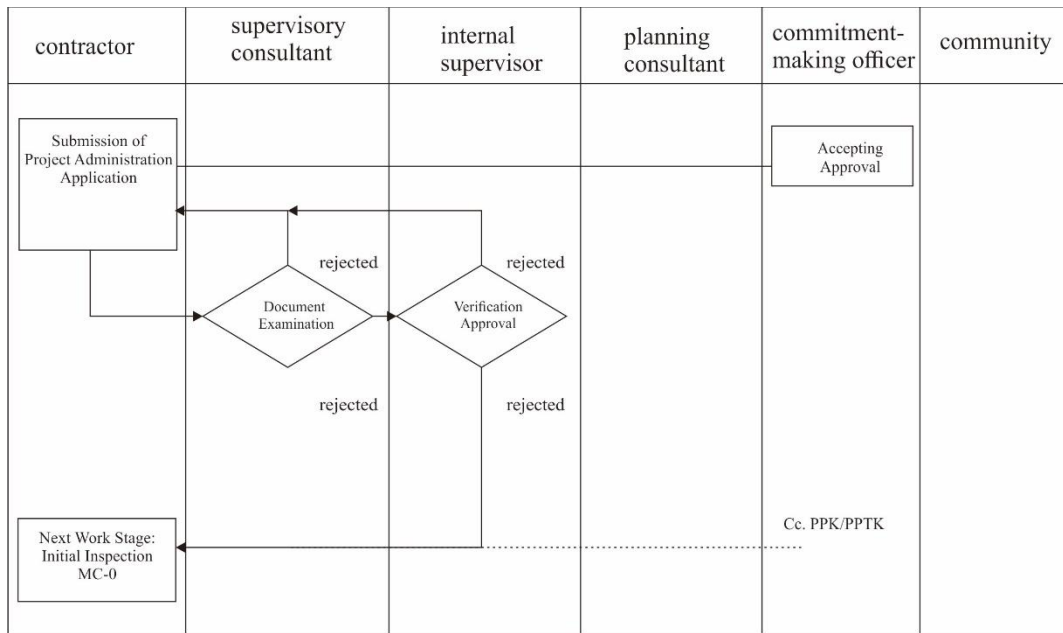 contractor
supervisory
consultant
internal
supervisor
planning
consultant
commitment-
making officer
community
Submission of
Project Administration
Application
Accepting
Approval
rejected
rejected
Document
Examination
Verification
Approval
rejected
rejected
Next Work Stage:
Initial Inspection
MC-0
Cc. PPK/PPTK